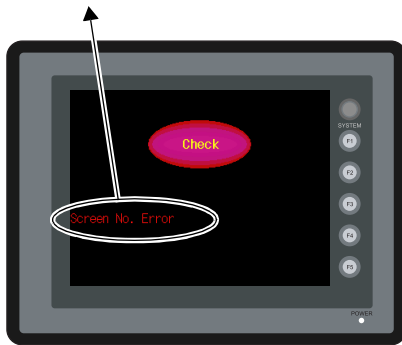 Check
SYSTEM
F1
F2
Screen No. Error
F3
F4
F5
POWER